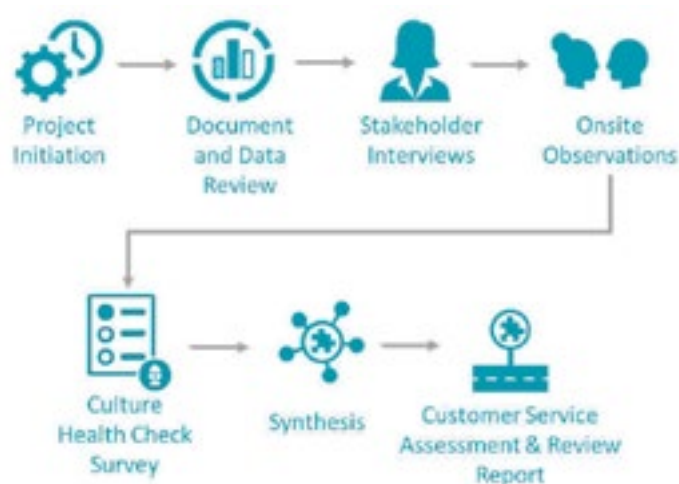 Project
Initiation
Document
and Data
Review
Stakeholder
Interviews
Onsite
Observations
Culture
Health Check
Survey
Synthesis
Customer Service
Assessment & Review
Report